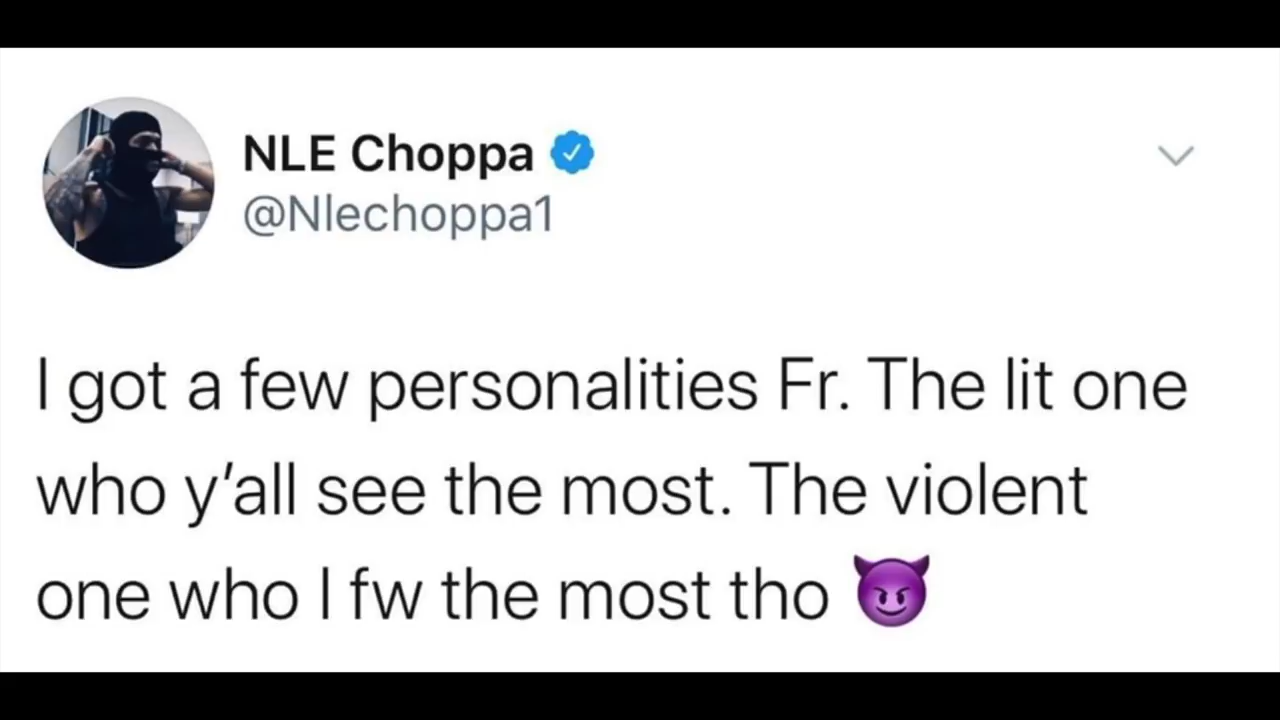 NLE Choppa
@Nlechoppa1
I got a few personalities Fr. The lit one
who y’all see the most. The violent
one who I fw the most tho 😈